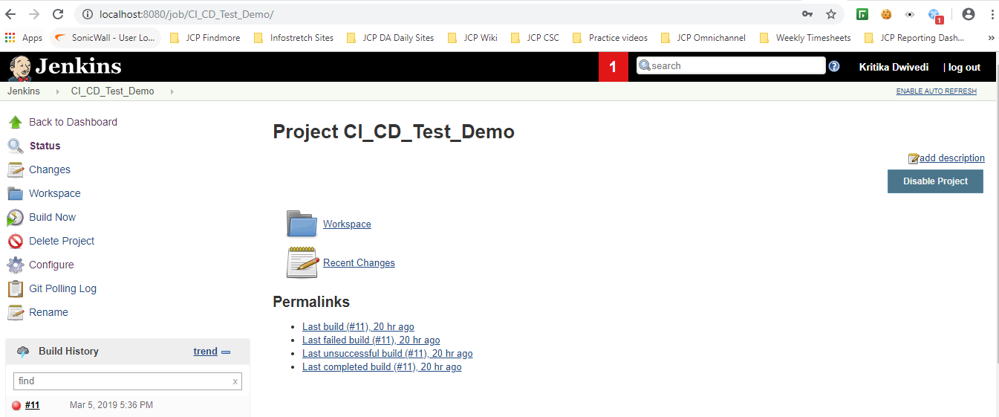 localhost:8080/job/CI_CD_Test_Demo/
1
Apps SonicWall - User Lo... JCP Findmore Infostretch Sites JCP DA Daily Sites JCP Wiki JCP CSC Practice videos JCP Omnichannel Weekly Timesheets JCP Reporting Dash... »
Jenkins 1 search ? Kritika Dwivedi | log out
Jenkins CI_CD_Test_Demo ENABLE AUTO REFRESH
Back to Dashboard
Status
Changes
Workspace
Build Now
Delete Project
Configure
Git Polling Log
Rename
Build History trend
find x
#11 Mar 5, 2019 5:36 PM
Project CI_CD_Test_Demo
add description
Disable Project
Workspace
Recent Changes
Permalinks
• Last build (#11), 20 hr ago
• Last failed build (#11), 20 hr ago
• Last unsuccessful build (#11), 20 hr ago
• Last completed build (#11), 20 hr ago